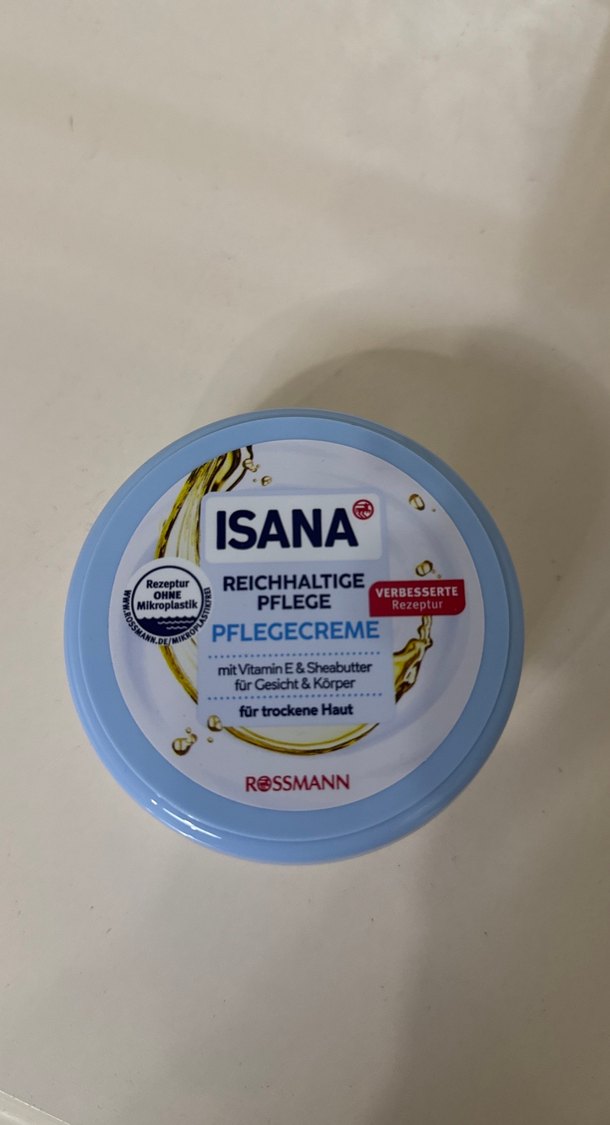 ISANA
REICHHALTIGE
PFLEGE
PFLEGECREME
mit Vitamin E & Sheabutter
für Gesicht & Körper
für trockene Haut
Rezeptur
OHNE
Mikroplastik
WWW.ROSSMANN.DE/MIKROPLASTIKFREI
VERBESSERTE
Rezeptur
ROSSMANN